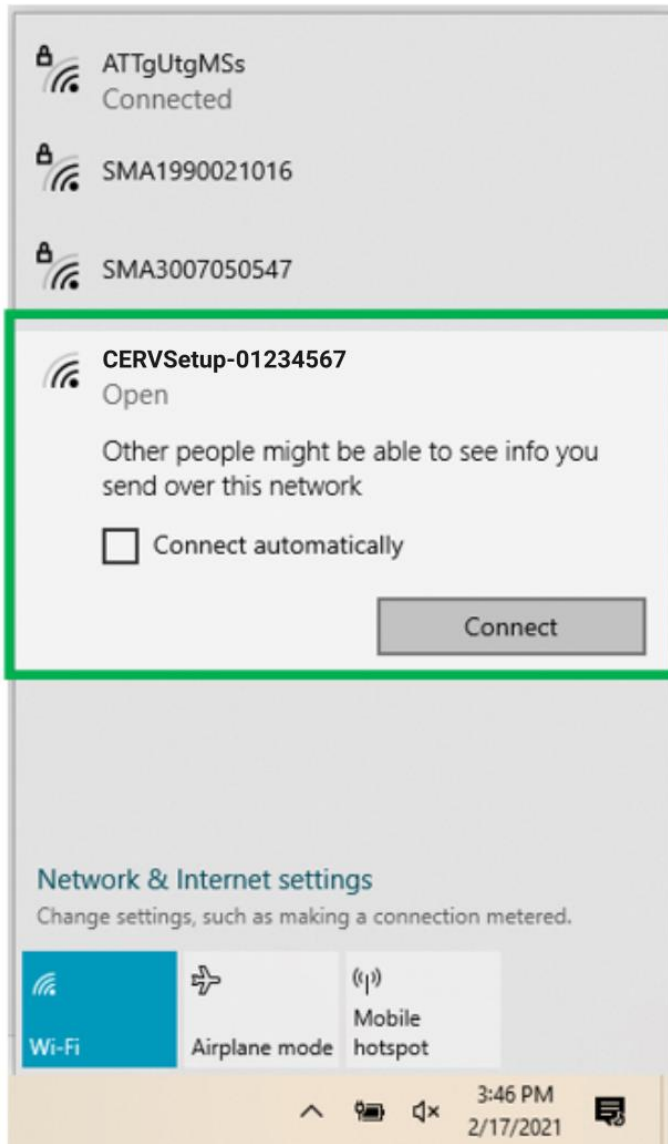 ATTgUtgMSs
Connected
SMA1990021016
SMA3007050547
CERVSetup-01234567
Open
Other people might be able to see info you
send over this network
Connect automatically
Connect
Network & Internet settings
Change settings, such as making a connection metered.
Wi-Fi
Airplane mode
Mobile
hotspot
3:46 PM
2/17/2021